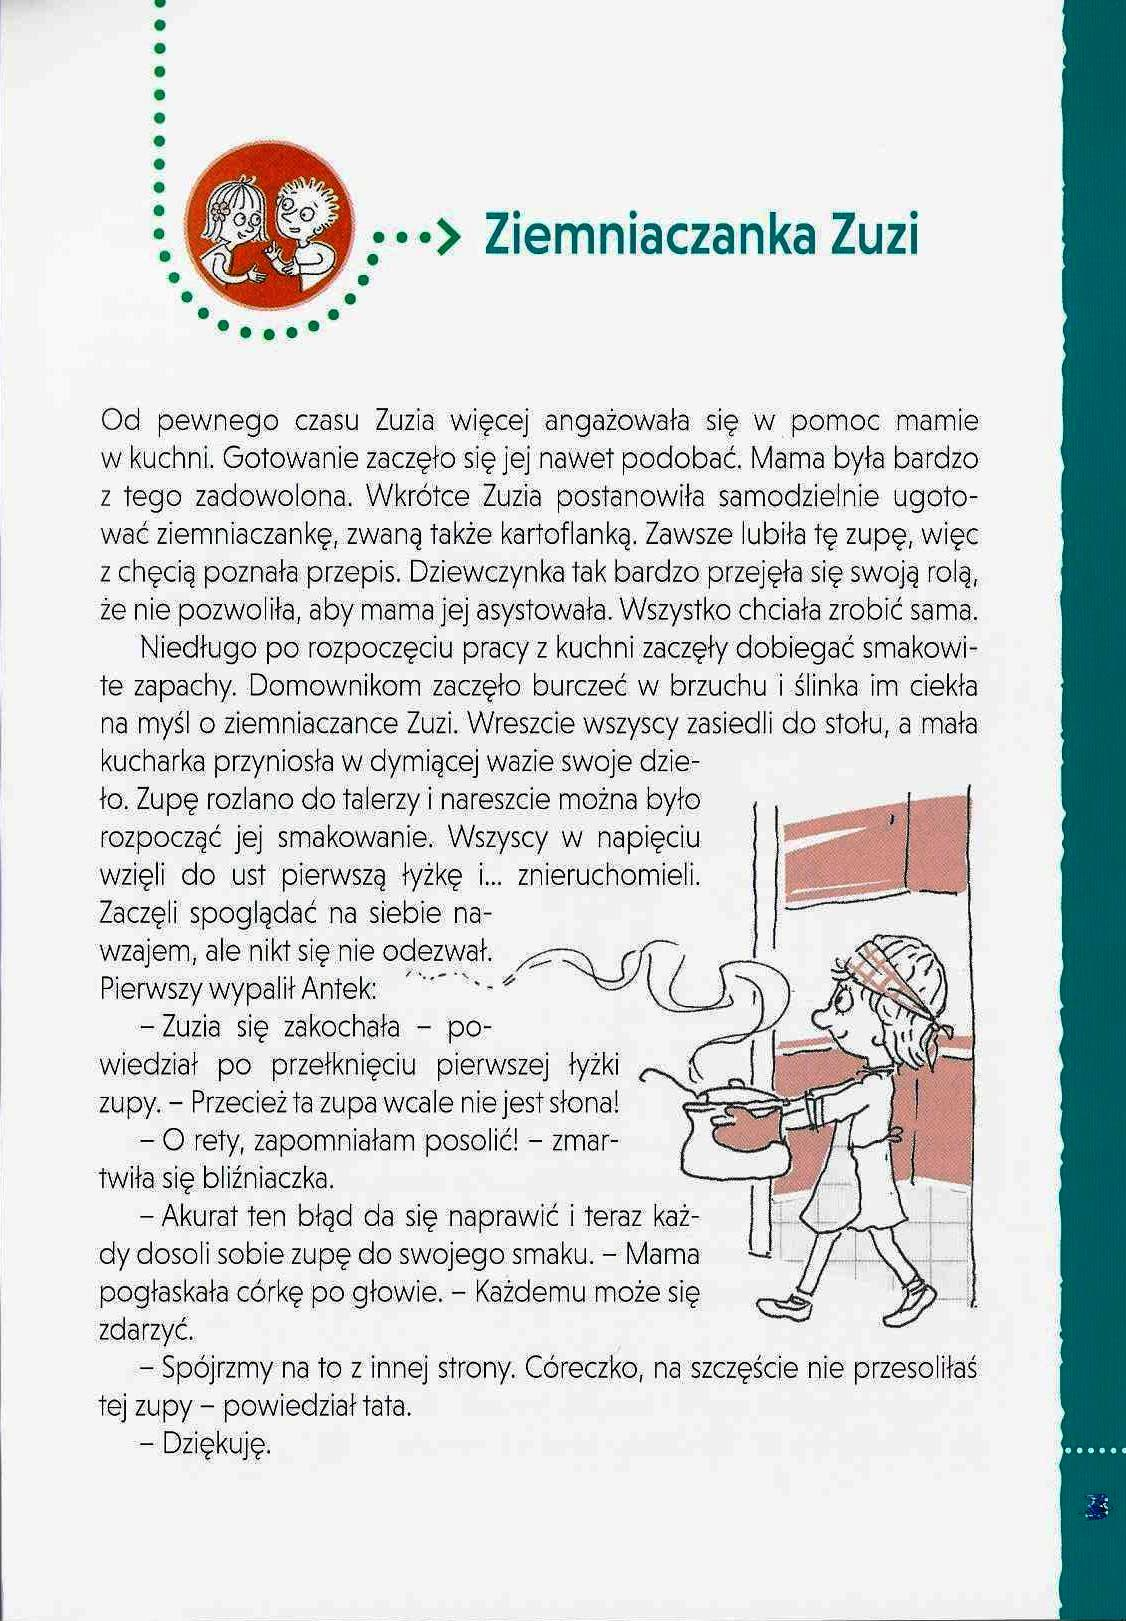 Ziemniaczanka Zuzi
Od pewnego czasu Zuzia więcej angażowała się w pomoc mamie
w kuchni. Gotowanie zaczęło się jej nawet podobać. Mama była bardzo
z tego zadowolona. Wkrótce Zuzia postanowiła samodzielnie ugoto-
wać ziemniaczankę, zwaną także kartoflanką. Zawsze lubiła tę zupę, więc
z chęcią poznała przepis. Dziewczynka tak bardzo przejęła się swoją rolą,
że nie pozwoliła, aby mama jej asystowała. Wszystko chciała zrobić sama.
Niedługo po rozpoczęciu pracy z kuchni zaczęły dobiegać smakowi-
te zapachy. Domownikom zaczęło burczeć w brzuchu i ślinka im ciekła
na myśl o ziemniaczance Zuzi. Wreszcie wszyscy zasiedli do stołu, a mała
kucharka przyniosła w dymiącej wazie swoje dzie-
ło. Zupę rozlano do talerzy i nareszcie można było
rozpocząć jej smakowanie. Wszyscy w napięciu
wzięli do ust pierwszą łyżkę i... znieruchomieli.
Zaczęli spoglądać na siebie na-
wzajem, ale nikt się nie odezwał.
Pierwszy wypalił Antek:
– Zuzia się zakochała – po-
wiedział po przełknięciu pierwszej łyżki
zupy. – Przecież ta zupa wcale nie jest słona!
– O rety, zapomniałam posolić! – zmar-
twiła się bliźniaczka.
– Akurat ten błąd da się naprawić i teraz każ-
dy dosoli sobie zupę do swojego smaku. – Mama
pogłaskała córkę po głowie. – Każdemu może się
zdarzyć.
– Spójrzmy na to z innej strony. Córeczko, na szczęście nie przesoliłaś
tej zupy – powiedział tata.
– Dziękuję.
3